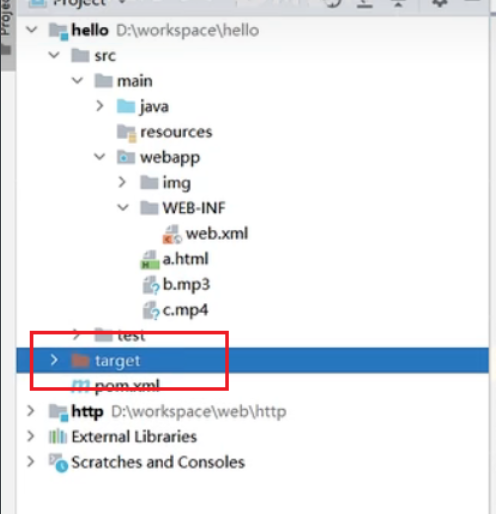 Project
Project
hello D:\workspace\hello
src
main
java
resources
webapp
img
WEB-INF
web.xml
a.html
b.mp3
c.mp4
test
target
pom.xml
http D:\workspace\web\http
External Libraries
Scratches and Consoles